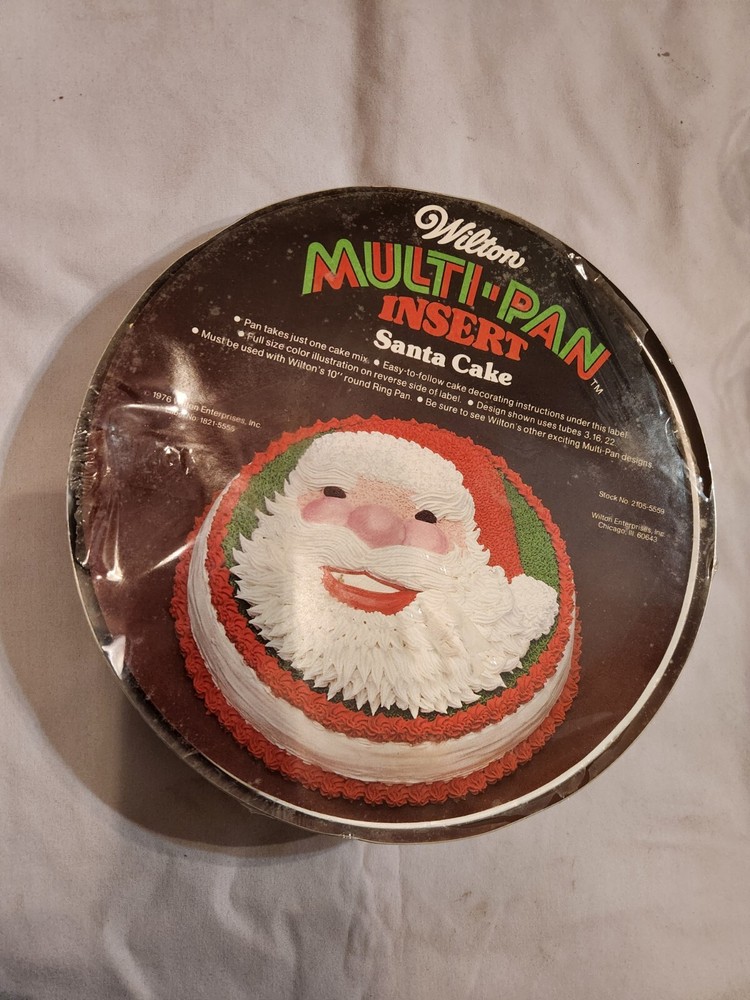 Wilton
MULTI-PAN™
INSERT
Santa Cake
• Pan takes just one cake mix. • Easy-to-follow cake decorating instructions under this label.
• Full size color illustration on reverse side of label. • Design shown uses tubes 3, 16, 22.
• Must be used with Wilton's 10" round Ring Pan. • Be sure to see Wilton's other exciting Multi-Pan designs.
© 1976 Enterprises, Inc.
No. 1821-5555
Stock No. 2105-5559
Wilton Enterprises, Inc.
Chicago, Ill. 60643